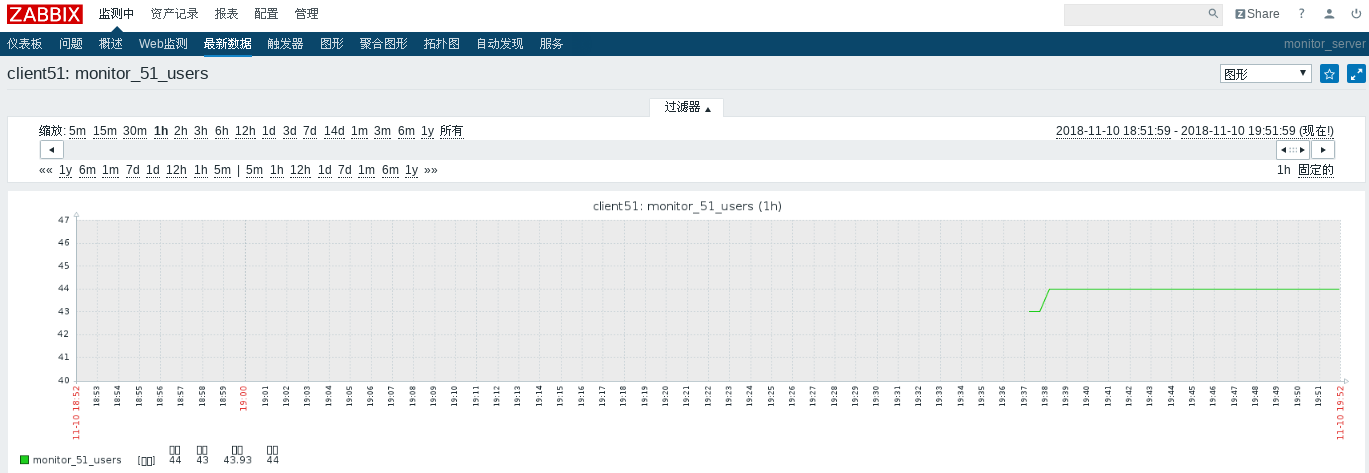 ZABBIX 监测中 资产记录 报表 配置 管理 Z Share ?
仪表板 问题 概述 Web监测 最新数据 触发器 图形 聚合图形 拓扑图 自动发现 服务 monitor_server
client51: monitor_51_users 图形
过滤器
缩放: 5m 15m 30m 1h 2h 3h 6h 12h 1d 3d 7d 14d 1m 3m 6m 1y 所有 2018-11-10 18:51:59 - 2018-11-10 19:51:59 (现在!)
«« 1y 6m 1m 7d 1d 12h 1h 5m | 5m 1h 12h 1d 7d 1m 6m 1y »» 1h 固定的
client51: monitor_51_users (1h)
47
46
45
44
43
42
41
40
11-10 18:52 18:53 18:54 18:55 18:56 18:57 18:58 18:59 19:00 19:01 19:02 19:03 19:04 19:05 19:06 19:07 19:08 19:09 19:10 19:11 19:12 19:13 19:14 19:15 19:16 19:17 19:18 19:19 19:20 19:21 19:22 19:23 19:24 19:25 19:26 19:27 19:28 19:29 19:30 19:31 19:32 19:33 19:34 19:35 19:36 19:37 19:38 19:39 19:40 19:41 19:42 19:43 19:44 19:45 19:46 19:47 19:48 19:49 19:50 19:51 11-10 19:52
monitor_51_users 44 43 43.93 44